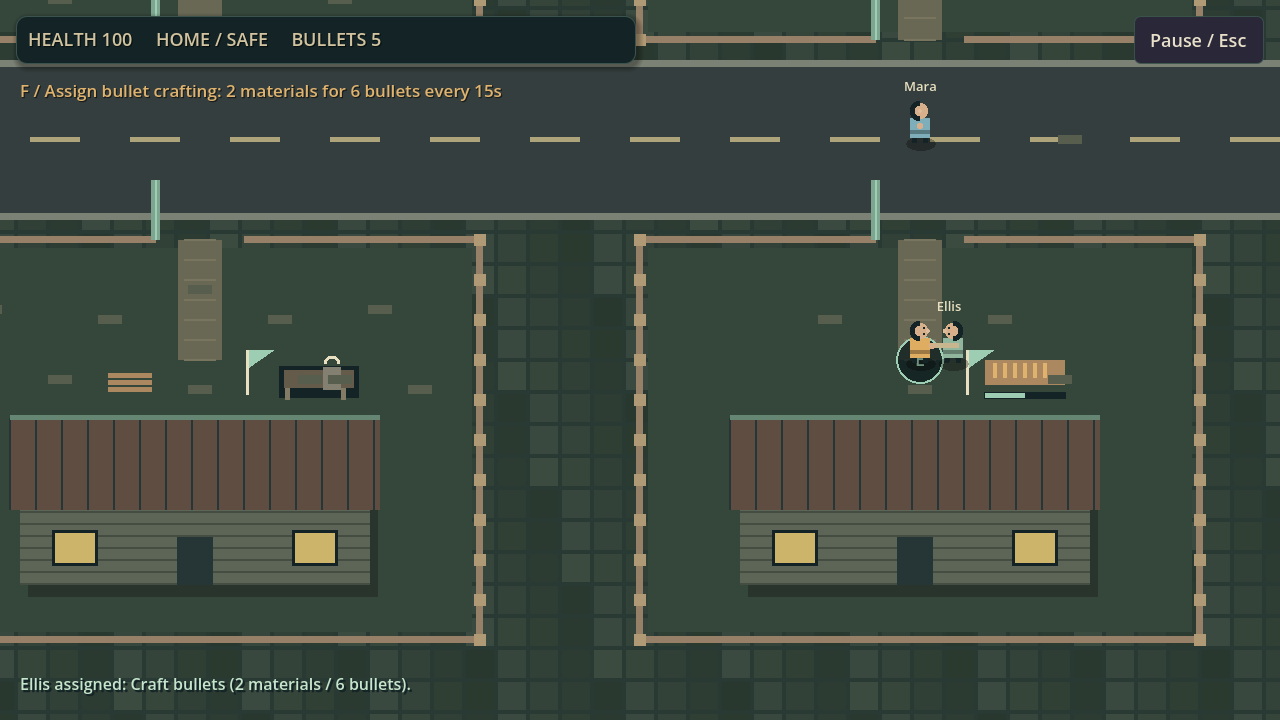 HEALTH 100 HOME / SAFE BULLETS 5
Pause / Esc
F / Assign bullet crafting: 2 materials for 6 bullets every 15s
Mara
Ellis
E
Ellis assigned: Craft bullets (2 materials / 6 bullets).